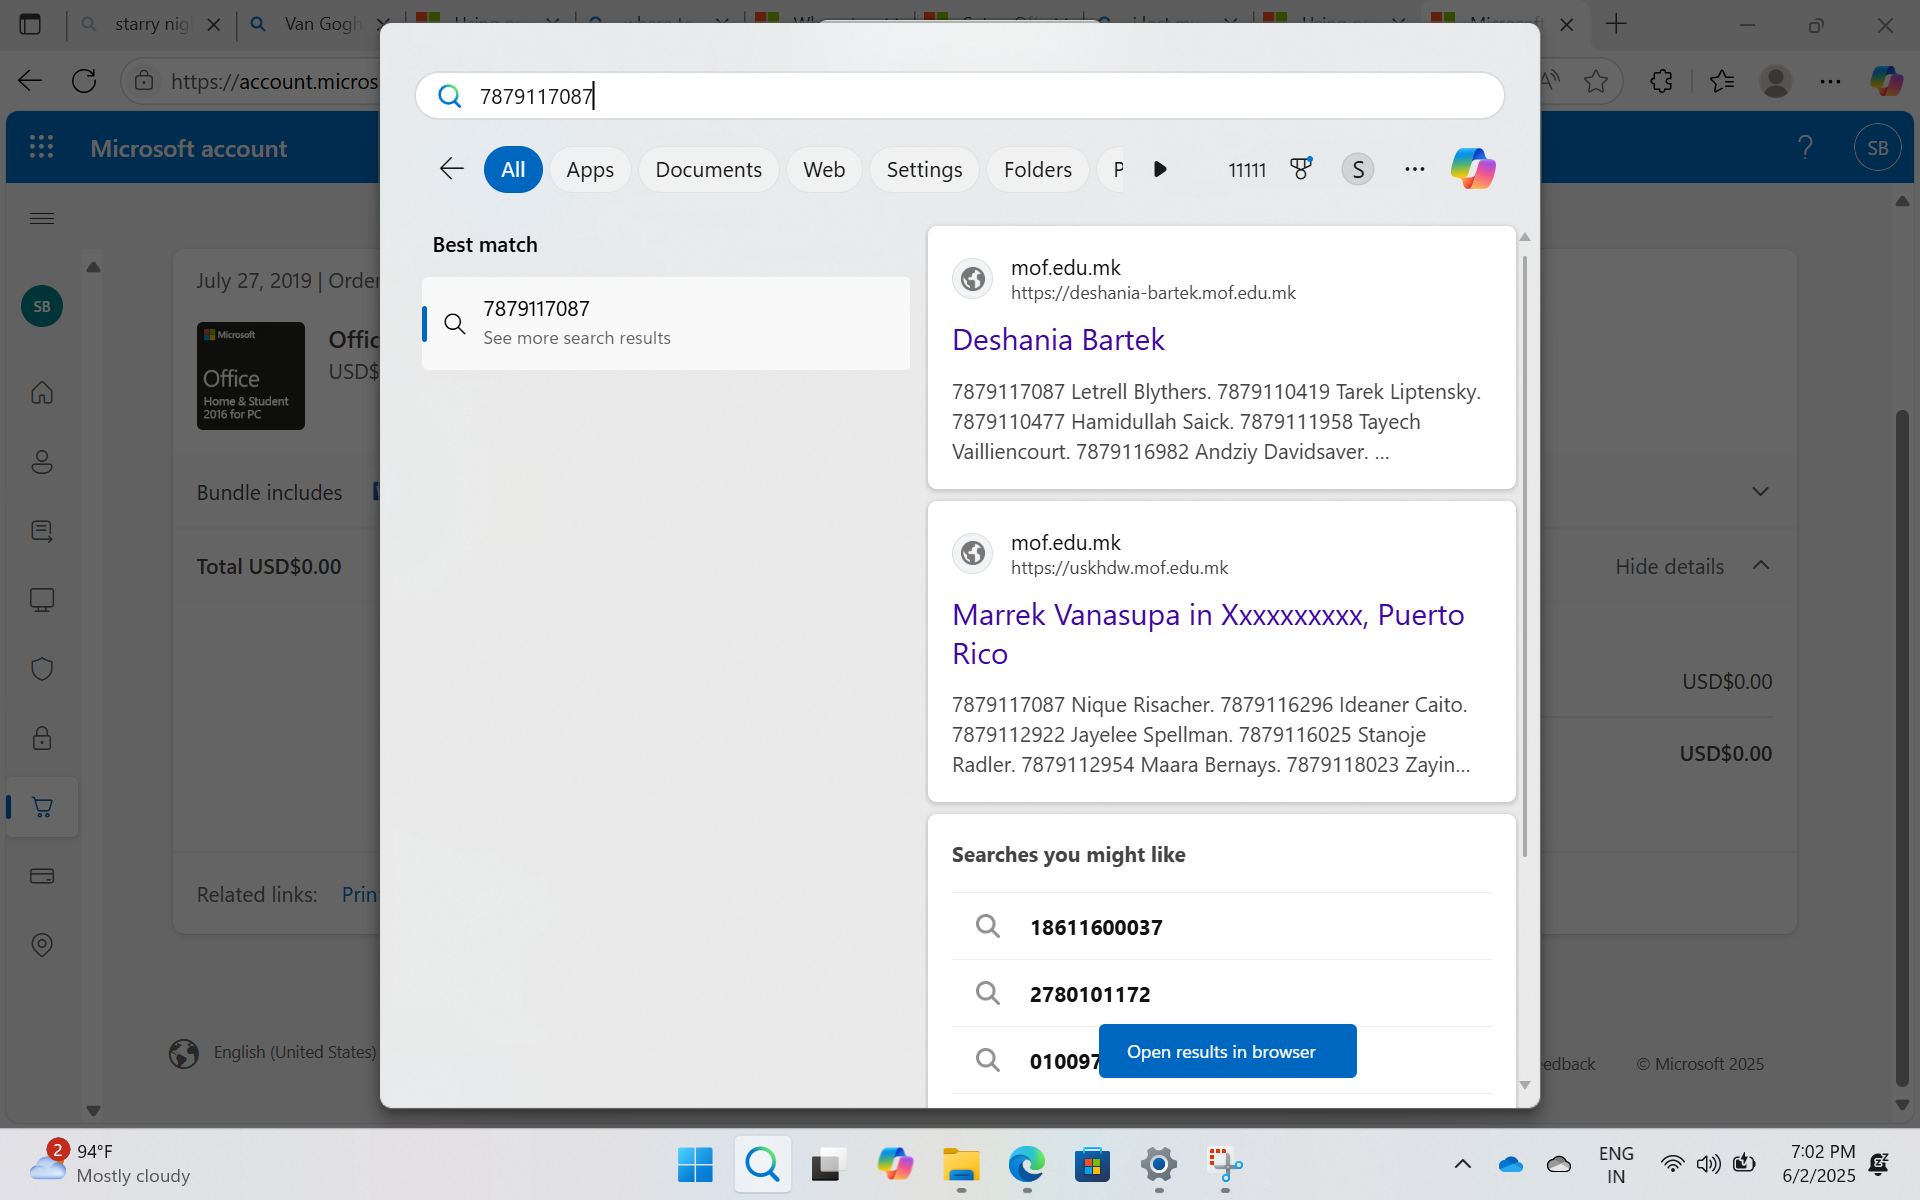 starry nig
Van Gogh
https://account.micros
Microsoft account
SB
7879117087
All
Apps
Documents
Web
Settings
Folders
11111
S
Best match
7879117087
See more search results
mof.edu.mk
https://deshania-bartek.mof.edu.mk
Deshania Bartek
7879117087 Letrell Blythers. 7879110419 Tarek Liptensky.
7879110477 Hamidullah Saick. 7879111958 Tayech
Vailliencourt. 7879116982 Andziy Davidsaver. ...
mof.edu.mk
https://uskhdw.mof.edu.mk
Marrek Vanasupa in Xxxxxxxxxx, Puerto
Rico
7879117087 Nique Risacher. 7879116296 Ideaner Caito.
7879112922 Jayelee Spellman. 7879116025 Stanoje
Radler. 7879112954 Maara Bernays. 7879118023 Zayin...
Searches you might like
18611600037
2780101172
010097
Open results in browser
SB
July 27, 2019 | Order
Microsoft
Office
Home & Student
2016 for PC
Offic
USD$
Bundle includes
Total USD$0.00
Hide details
USD$0.00
USD$0.00
Related links:
Prin
English (United States)
edback
© Microsoft 2025
2
94°F
Mostly cloudy
ENG
IN
7:02 PM
6/2/2025